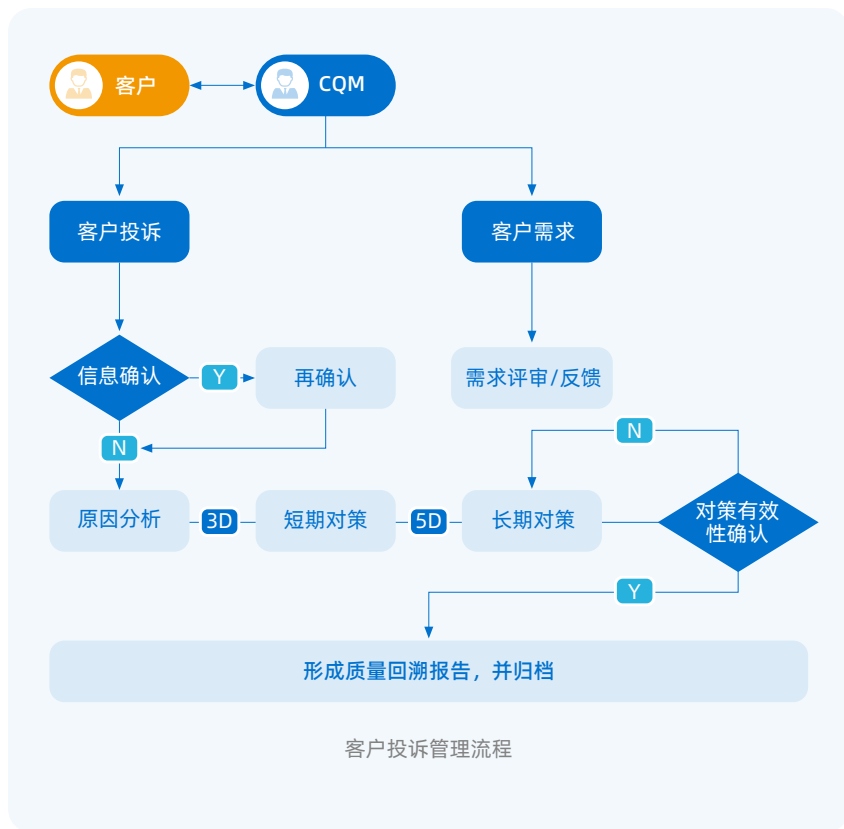 客户
CQM
客户投诉
客户需求
信息确认
Y
再确认
需求评审/反馈
N
N
原因分析
3D
短期对策
5D
长期对策
对策有效
性确认
Y
形成质量回溯报告，并归档
客户投诉管理流程